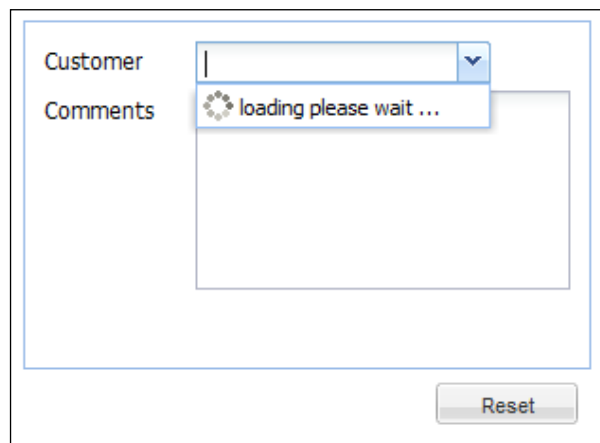 Customer
loading please wait ...
Comments
Reset